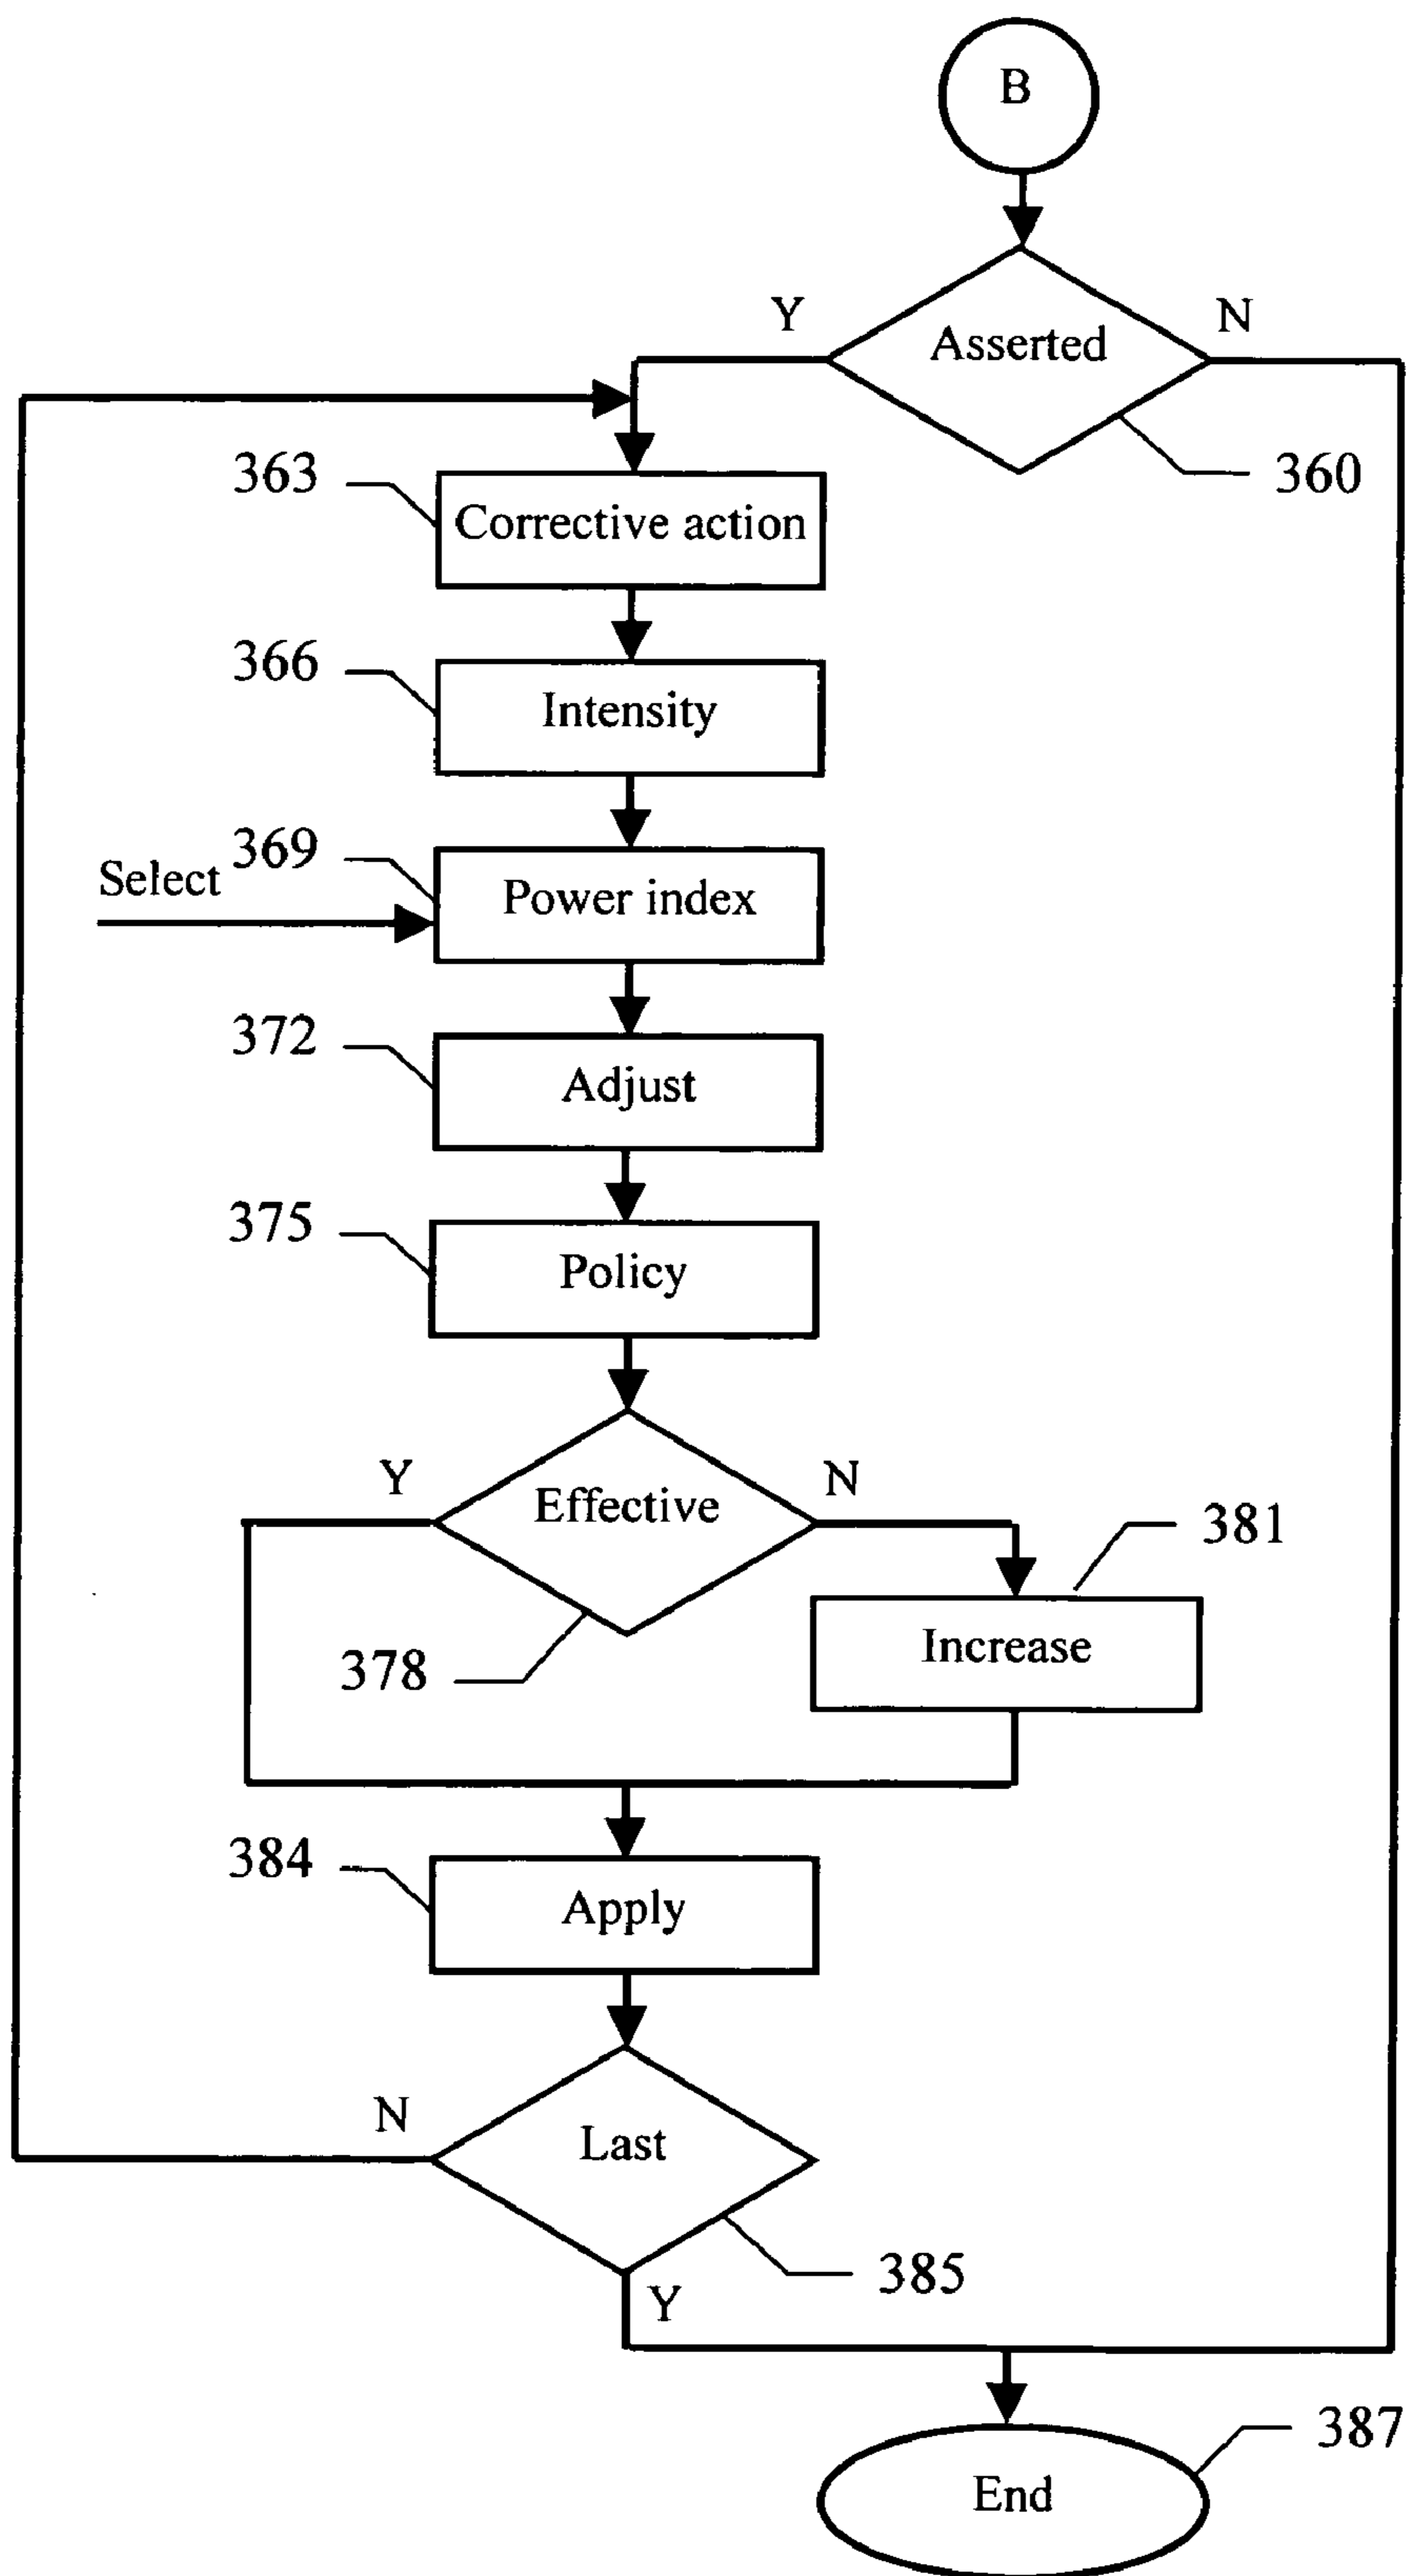 B
Y
N
Asserted
360
363
Corrective action
366
Intensity
369
Select
Power index
372
Adjust
375
Policy
Y
N
Effective
381
378
Increase
384
Apply
N
Last
385
Y
387
End